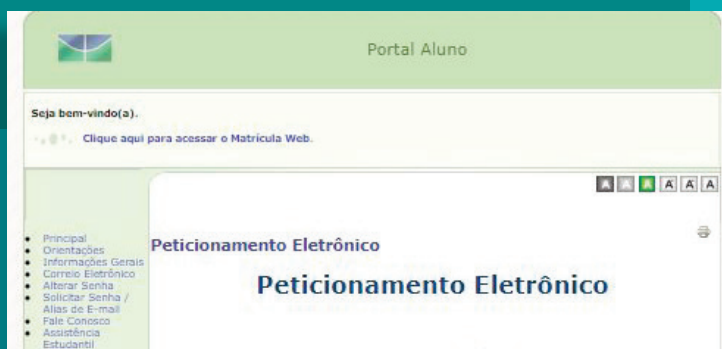 Portal Aluno
Seja bem-vindo(a).
Clique aqui para acessar o Matrícula Web.
A A A A A A
Principal
Orientações
Informações Gerais
Correio Eletrônico
Alterar Senha
Solicitar Senha /
Alias de E-mail
Fale Conosco
Assistência
Estudantil
Peticionamento Eletrônico
Peticionamento Eletrônico